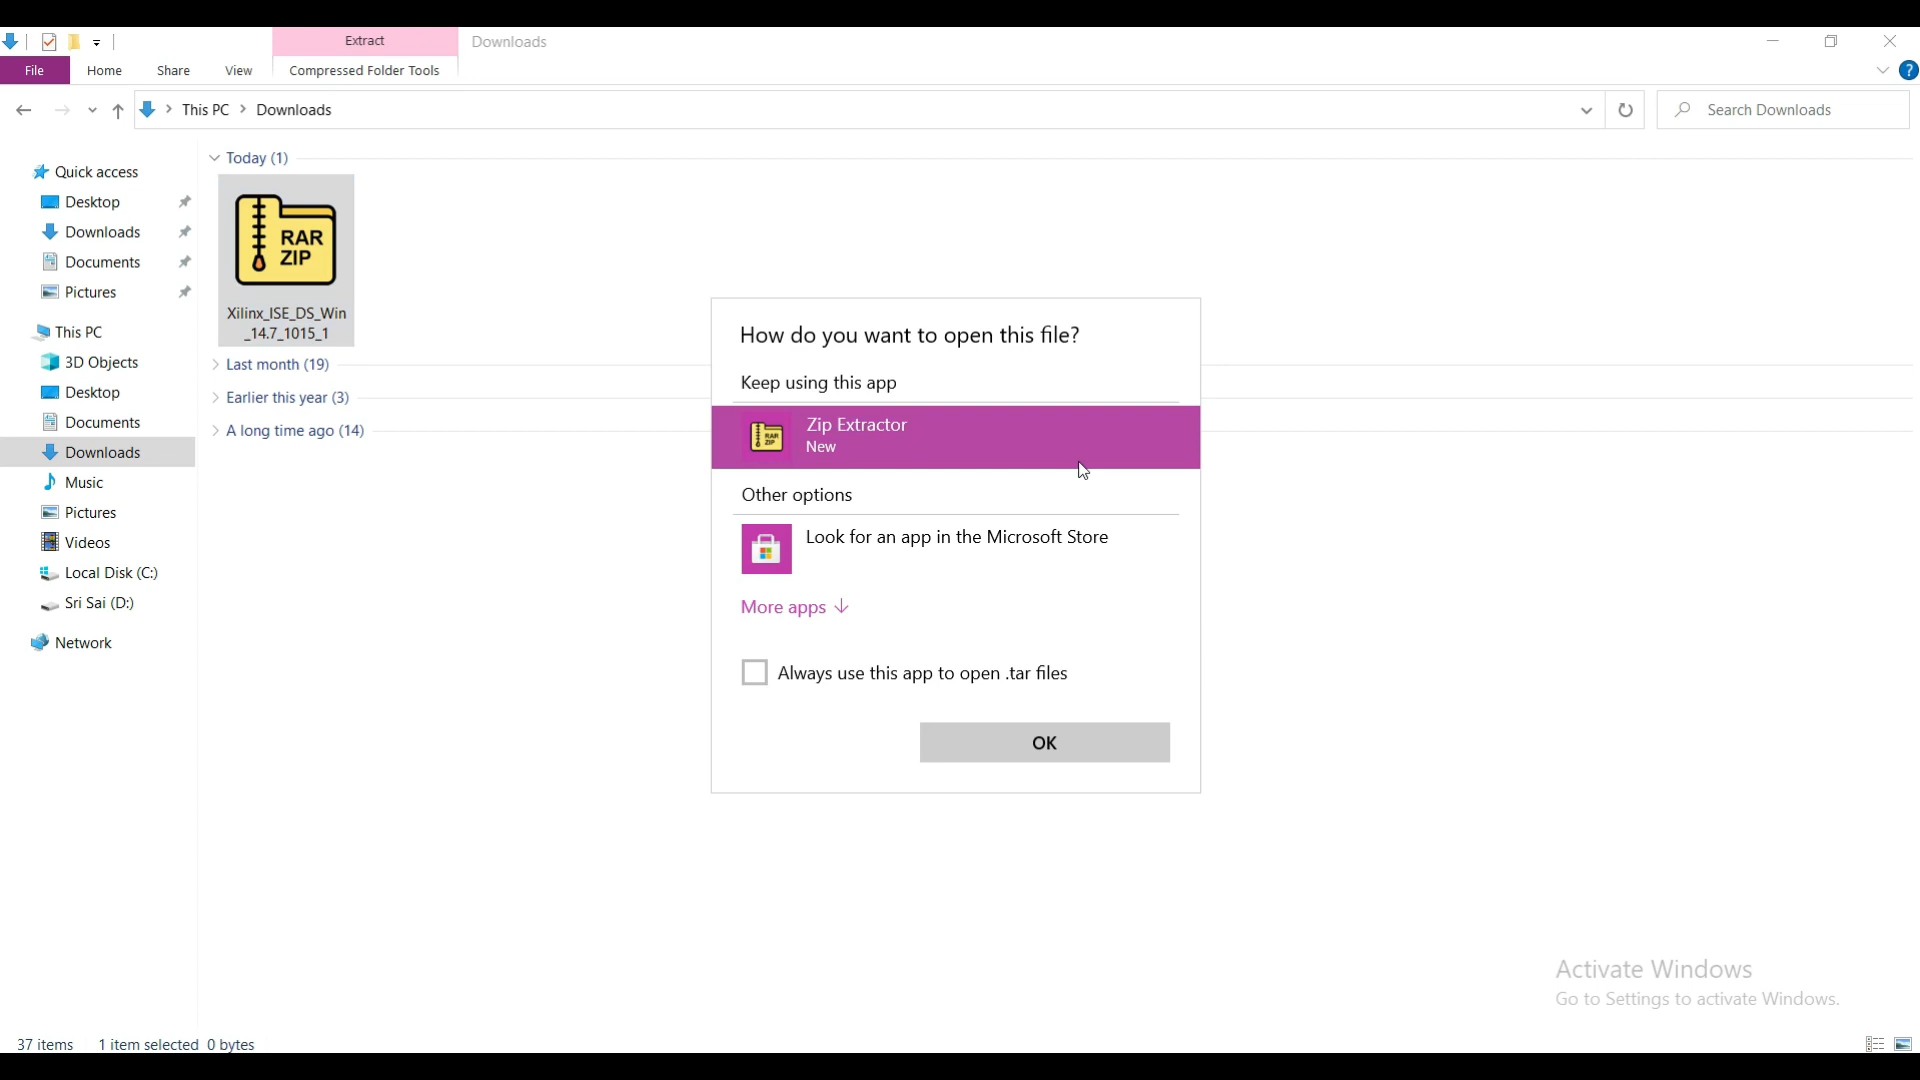 Extract
Downloads
File
Home
Share
View
Compressed Folder Tools
?
This PC > Downloads
Search Downloads
Quick access
Desktop
Downloads
Documents
Pictures
This PC
3D Objects
Desktop
Documents
Downloads
Music
Pictures
Videos
Local Disk (C:)
Sri Sai (D:)
Network
Today (1)
RAR
ZIP
Xilinx_ISE_DS_Win
_14.7_1015_1
Last month (19)
Earlier this year (3)
A long time ago (14)
How do you want to open this file?
Keep using this app
RAR
ZIP
Zip Extractor
New
Other options
Look for an app in the Microsoft Store
More apps ↓
Always use this app to open .tar files
OK
Activate Windows
Go to Settings to activate Windows.
37 items
1 item selected 0 bytes